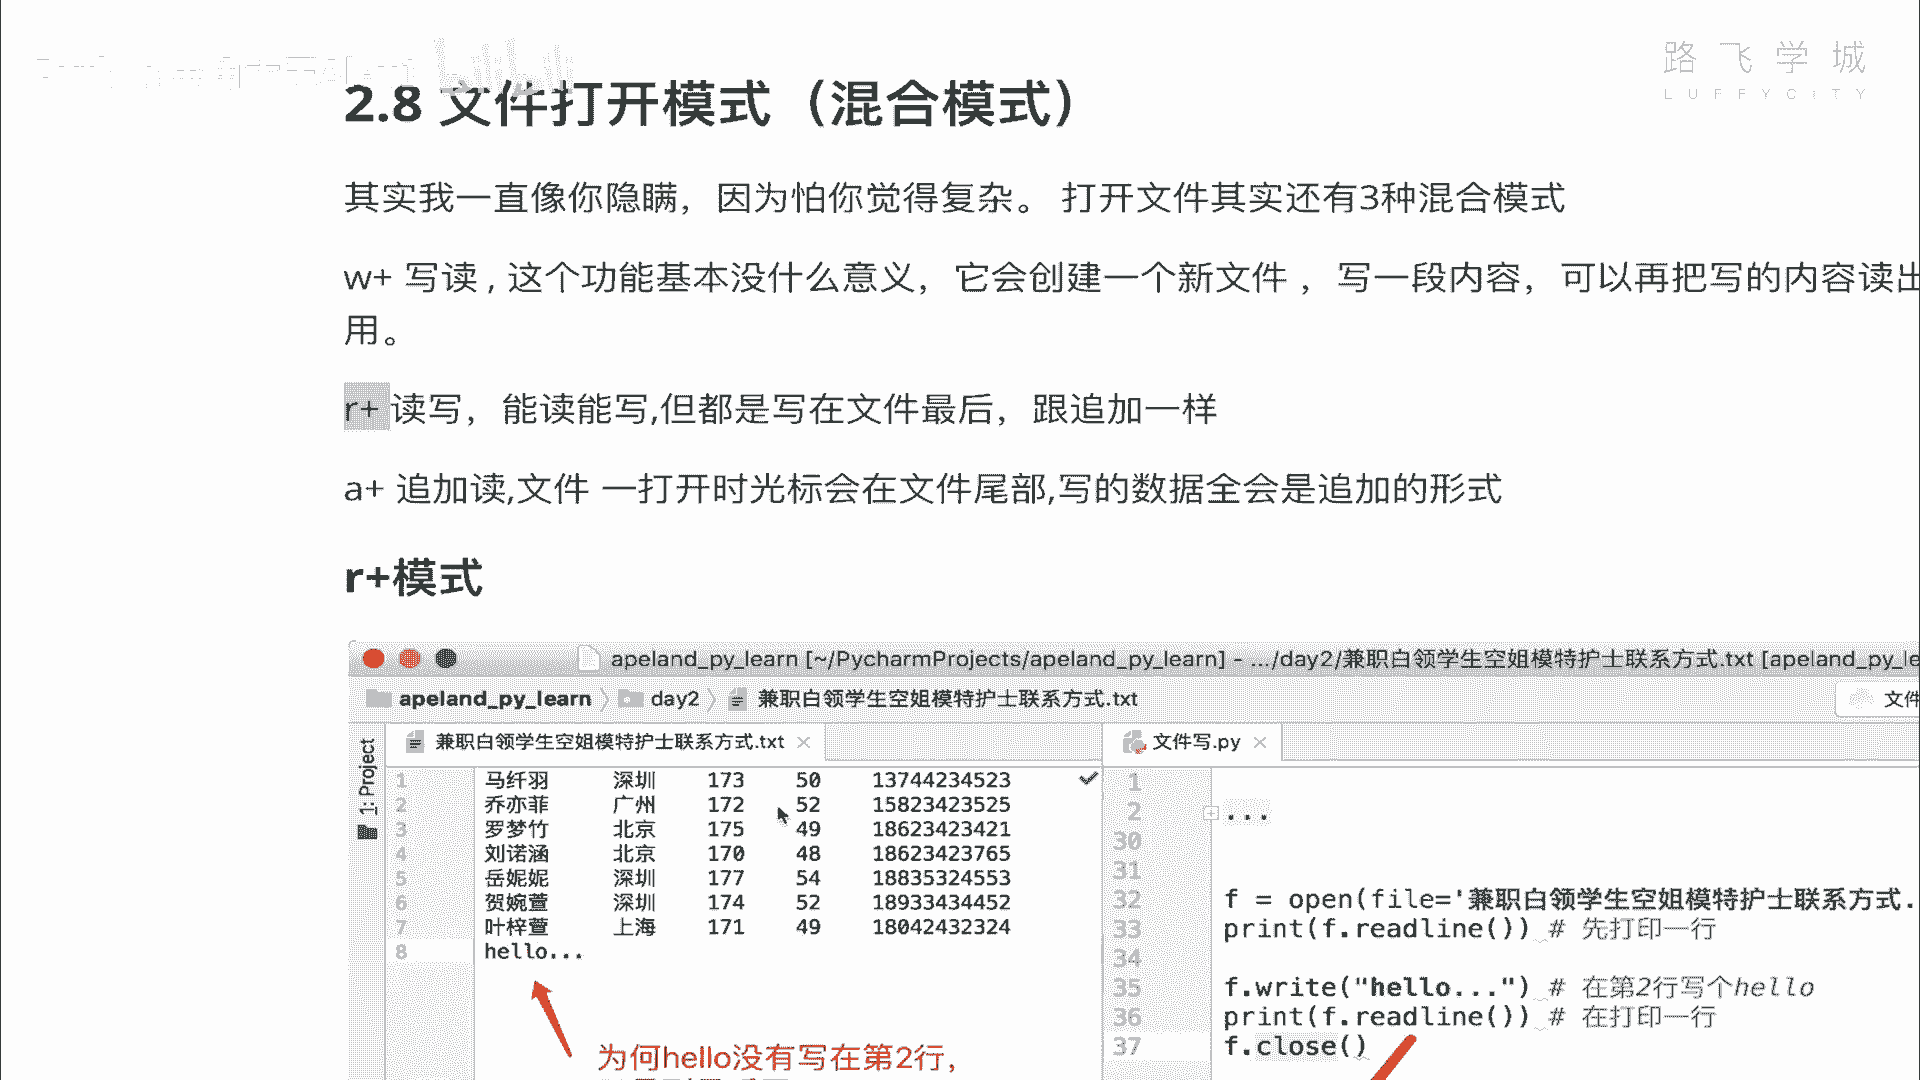 路飞学城
LUFFYCITY
2.8 文件打开模式（混合模式）
其实我一直像你隐瞒，因为怕你觉得复杂。 打开文件其实还有3种混合模式
w+ 写读 , 这个功能基本没什么意义，它会创建一个新文件 ，写一段内容，可以再把写的内容读出
用。
r+ 读写，能读能写,但都是写在文件最后，跟追加一样
a+ 追加读,文件 一打开时光标会在文件尾部,写的数据全会是追加的形式
r+模式
apeland_py_learn [~/PycharmProjects/apeland_py_learn] - .../day2/兼职白领学生空姐模特护士联系方式.txt [apeland_py_le
apeland_py_learn day2 兼职白领学生空姐模特护士联系方式.txt 文件
1: Project
兼职白领学生空姐模特护士联系方式.txt
1 马纤羽 深圳 173 50 13744234523
2 乔亦菲 广州 172 52 15823423525
3 罗梦竹 北京 175 49 18623423421
4 刘诺涵 北京 170 48 18623423765
5 岳妮妮 深圳 177 54 18835324553
6 贺婉萱 深圳 174 52 18933434452
7 叶梓萱 上海 171 49 18042432324
8 hello...
为何hello没有写在第2行，
文件写.py
1
2 ...
30
31
32 f = open(file='兼职白领学生空姐模特护士联系方式.
33 print(f.readline()) # 先打印一行
34
35 f.write("hello...") # 在第2行写个hello
36 print(f.readline()) # 在打印一行
37 f.close()